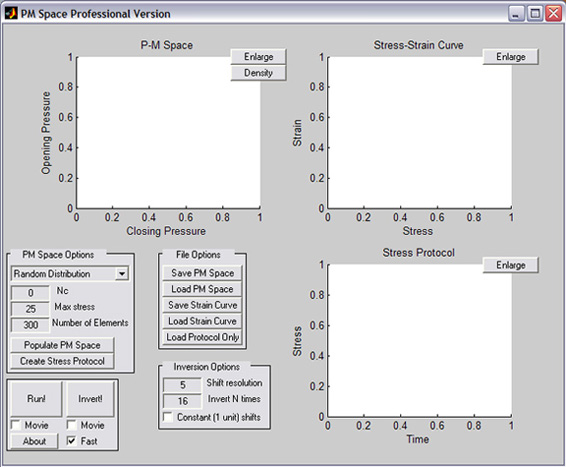 PM Space Professional Version
P-M Space
Enlarge
Density
1
0.8
0.6
0.4
0.2
0
Opening Pressure
0 0.2 0.4 0.6 0.8 1
Closing Pressure
Stress-Strain Curve
Enlarge
1
0.8
0.6
0.4
0.2
0
Strain
0 0.2 0.4 0.6 0.8 1
Stress
PM Space Options
Random Distribution
0 Nc
25 Max stress
300 Number of Elements
Populate PM Space
Create Stress Protocol
Run! Invert!
Movie Movie
About Fast
File Options
Save PM Space
Load PM Space
Save Strain Curve
Load Strain Curve
Load Protocol Only
Inversion Options
5 Shift resolution
16 Invert N times
Constant (1 unit) shifts
Stress Protocol
Enlarge
1
0.8
0.6
0.4
0.2
0
Stress
0 0.2 0.4 0.6 0.8 1
Time